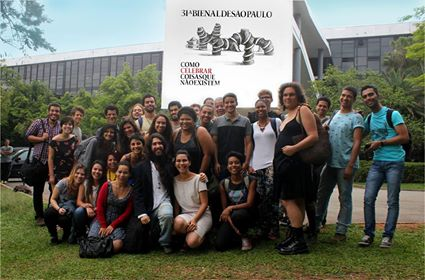 31ª BIENAL DE SÃO PAULO
COMO
CELEBRAR
COISAS QUE
NÃO EXISTEM